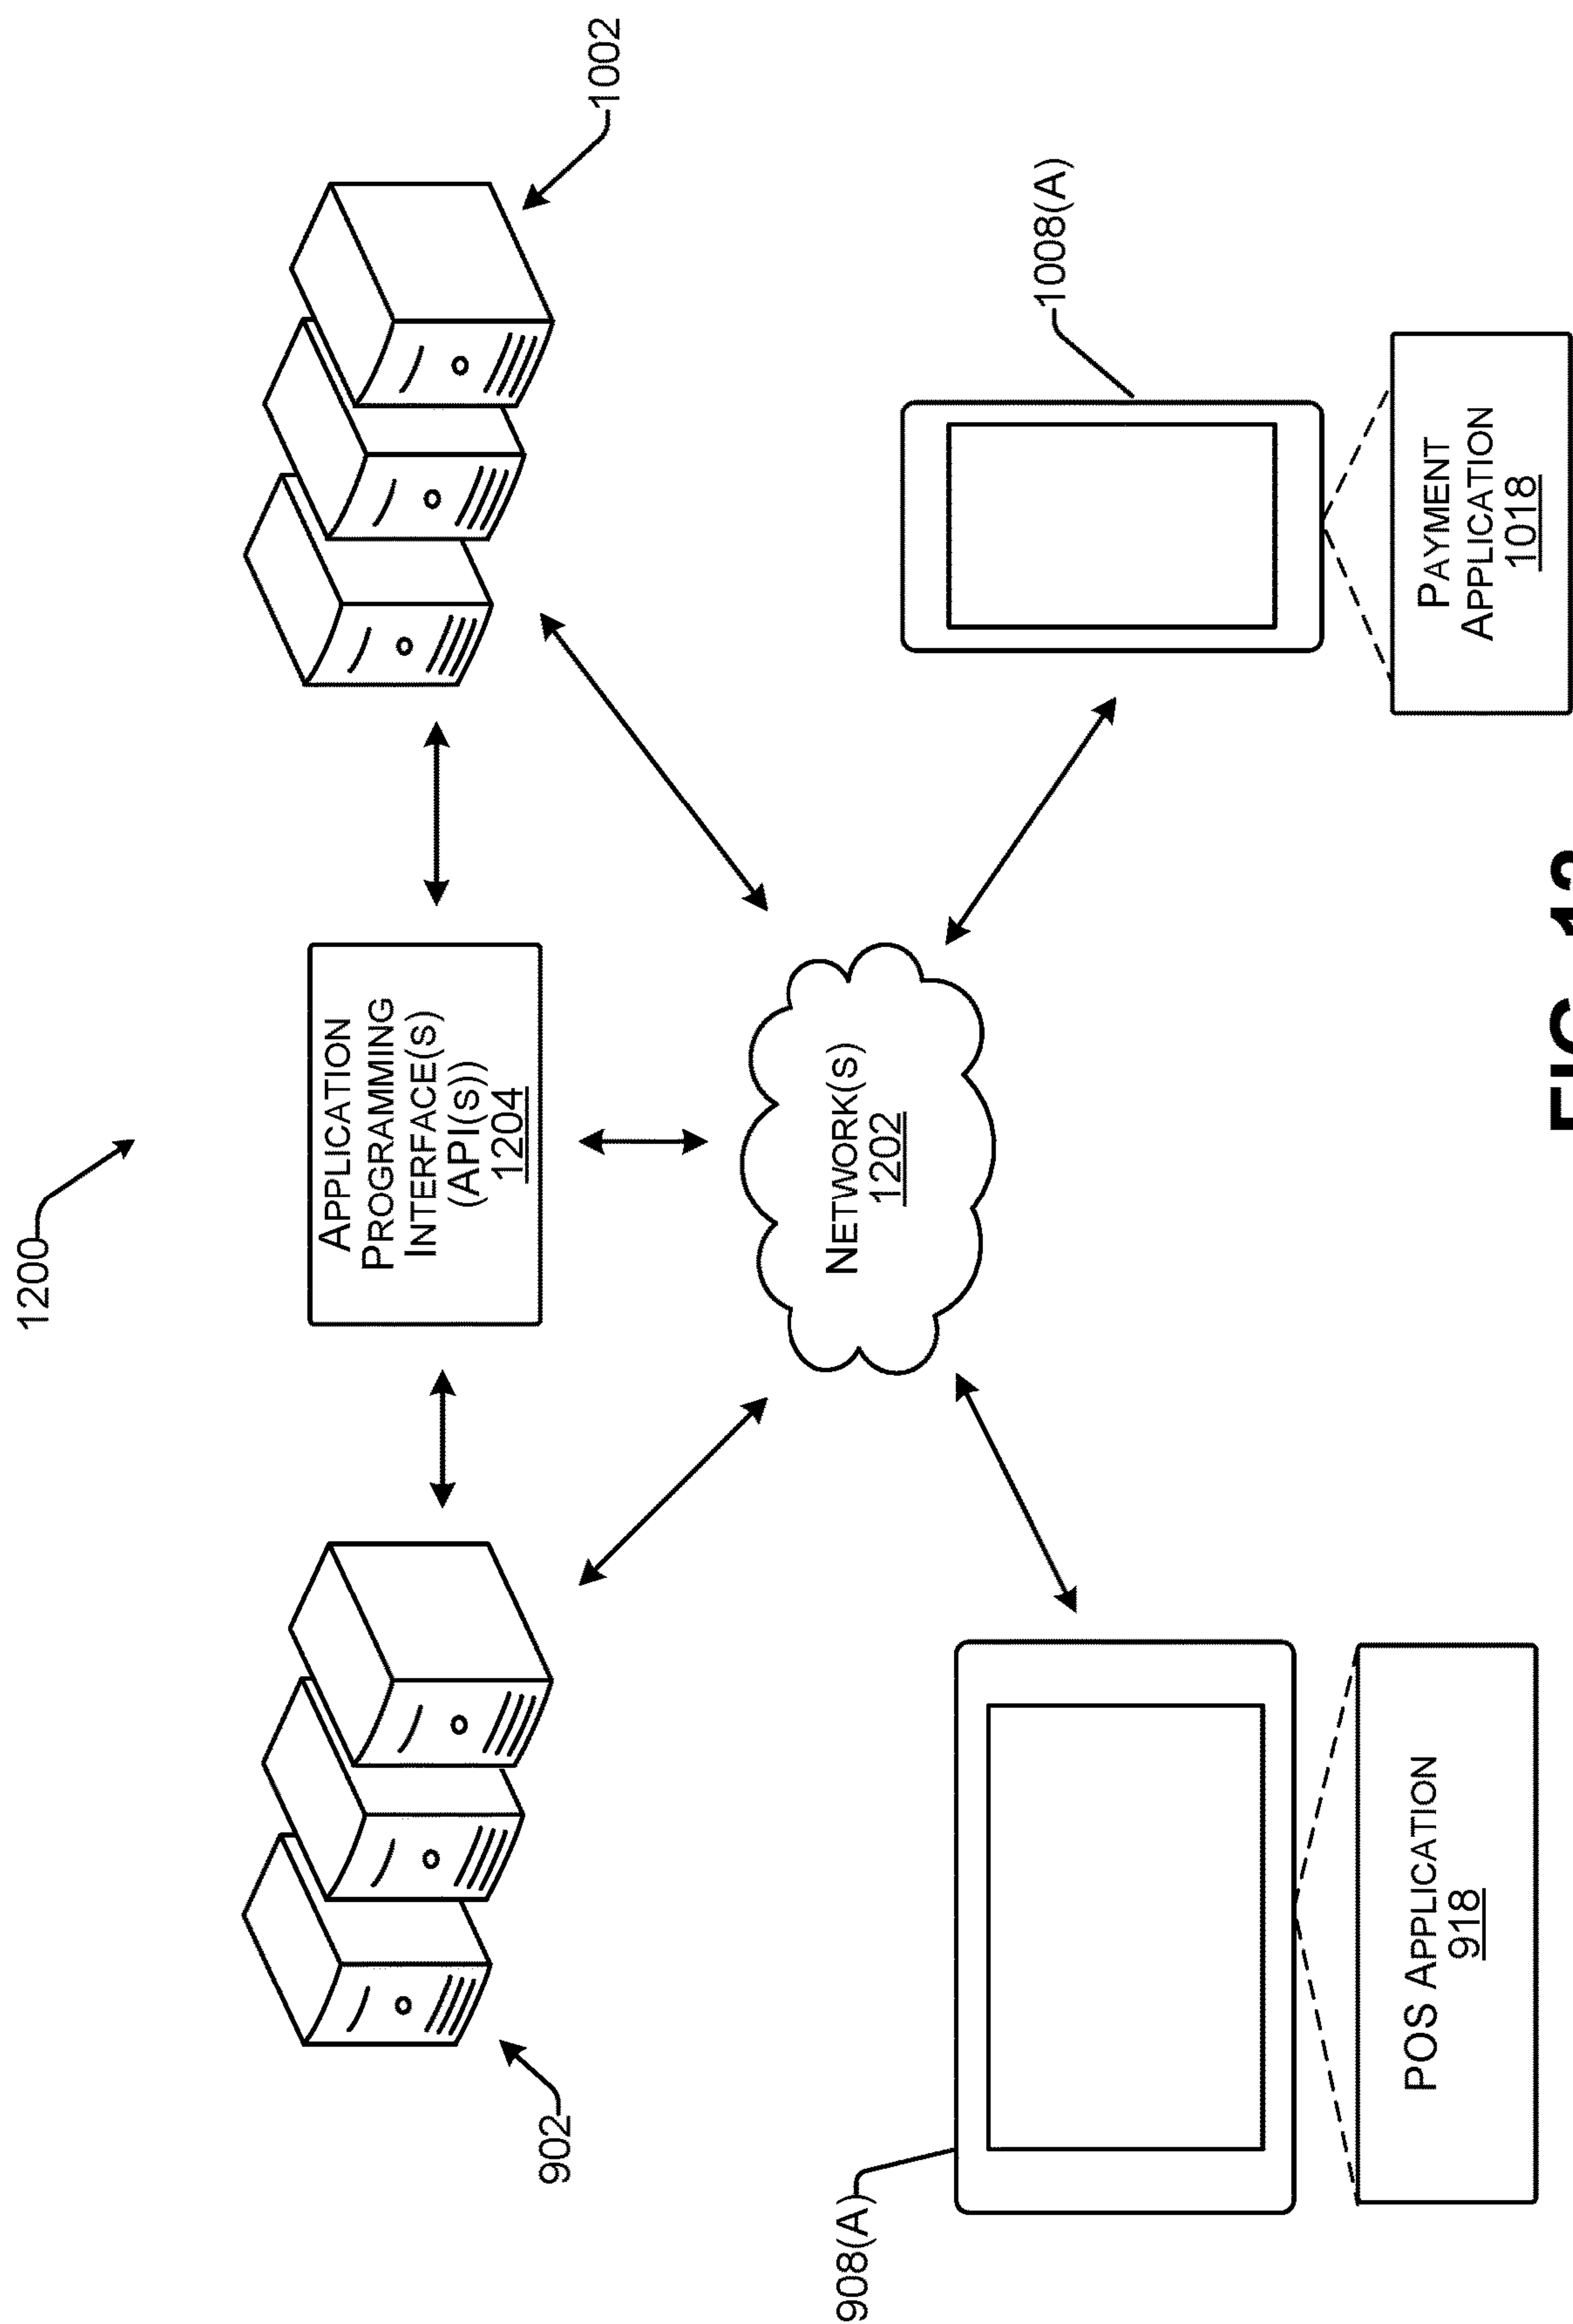 1200
APPLICATION
PROGRAMMING
INTERFACE(S)
(API(S))
1204
902
1002
NETWORK(S)
1202
908(A)
1008(A)
POS APPLICATION
918
PAYMENT
APPLICATION
1018